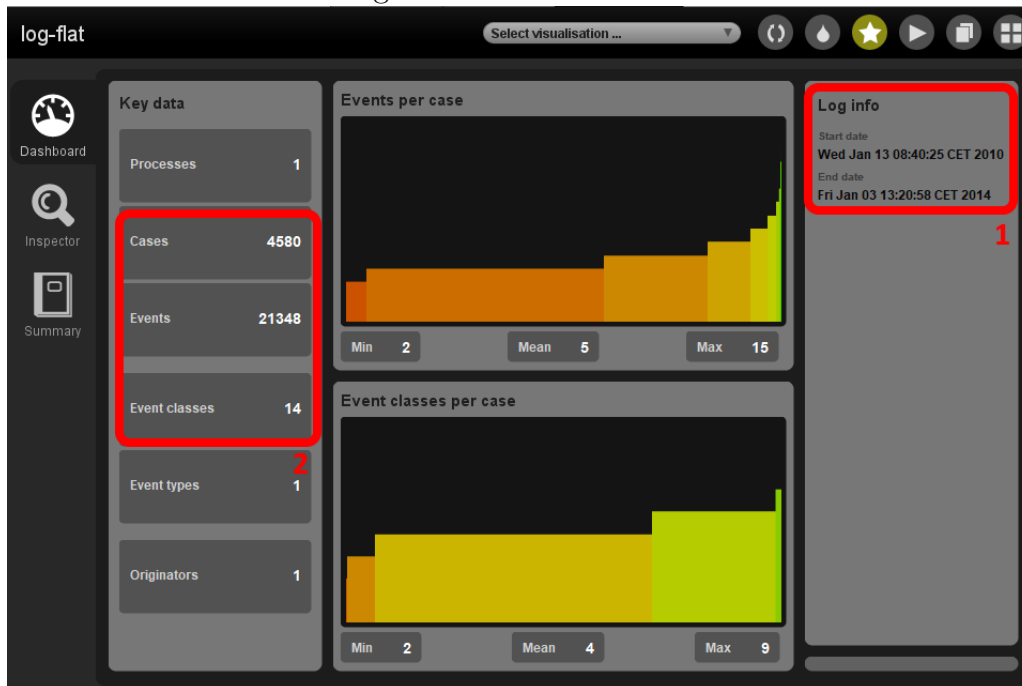 log-flat
Select visualisation ...
Dashboard
Inspector
Summary
Key data
Processes 1
Cases 4580
Events 21348
Event classes 14
2
Event types 1
Originators 1
Events per case
Min 2 Mean 5 Max 15
Event classes per case
Min 2 Mean 4 Max 9
Log info
Start date
Wed Jan 13 08:40:25 CET 2010
End date
Fri Jan 03 13:20:58 CET 2014
1